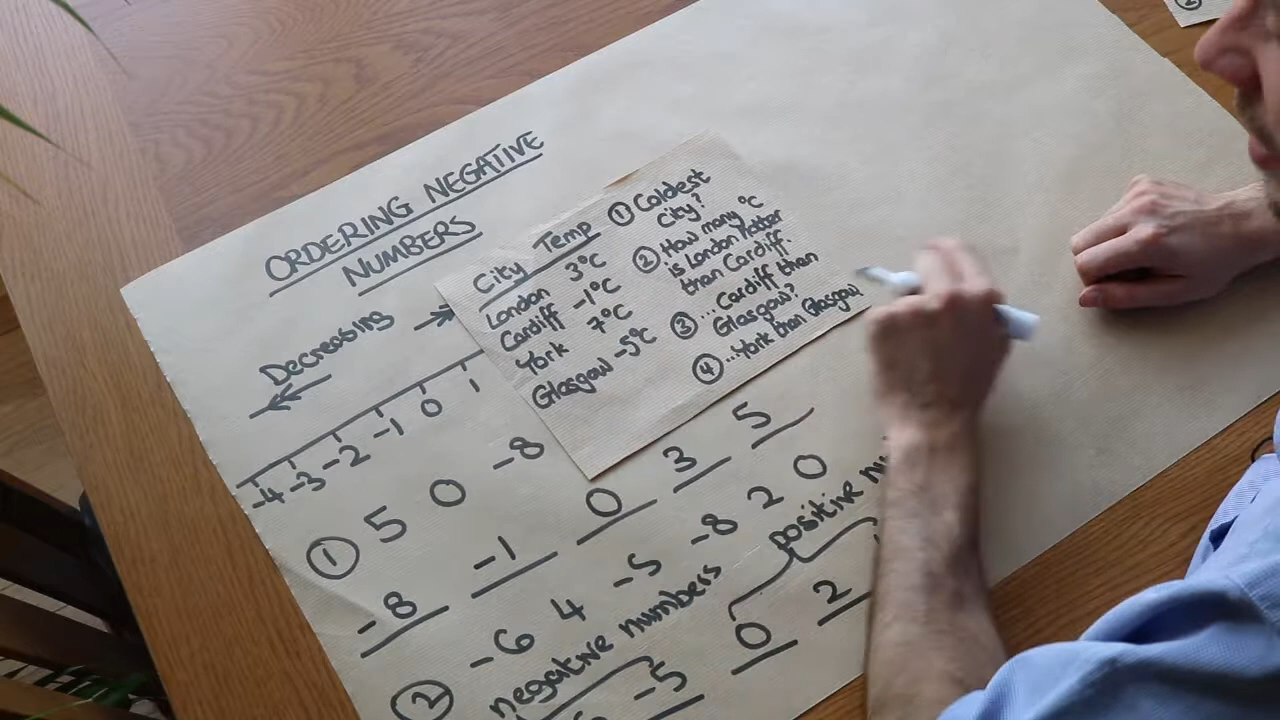 ORDERING NEGATIVE
NUMBERS
Decreasing
-4 -3 -2 -1 0 1
City Temp
London 3°C
Cardiff -1°C
York 7°C
Glasgow -5°C
① Coldest
City?
② How many °C
is London Hotter
than Cardiff.
③ ... Cardiff than
Glasgow?
④ ...York than Glasgow
① 5 0 -8
-8 -1 0 3 5
② -6 4 -5 -8 2 0
negative numbers
positive
-5 0 2